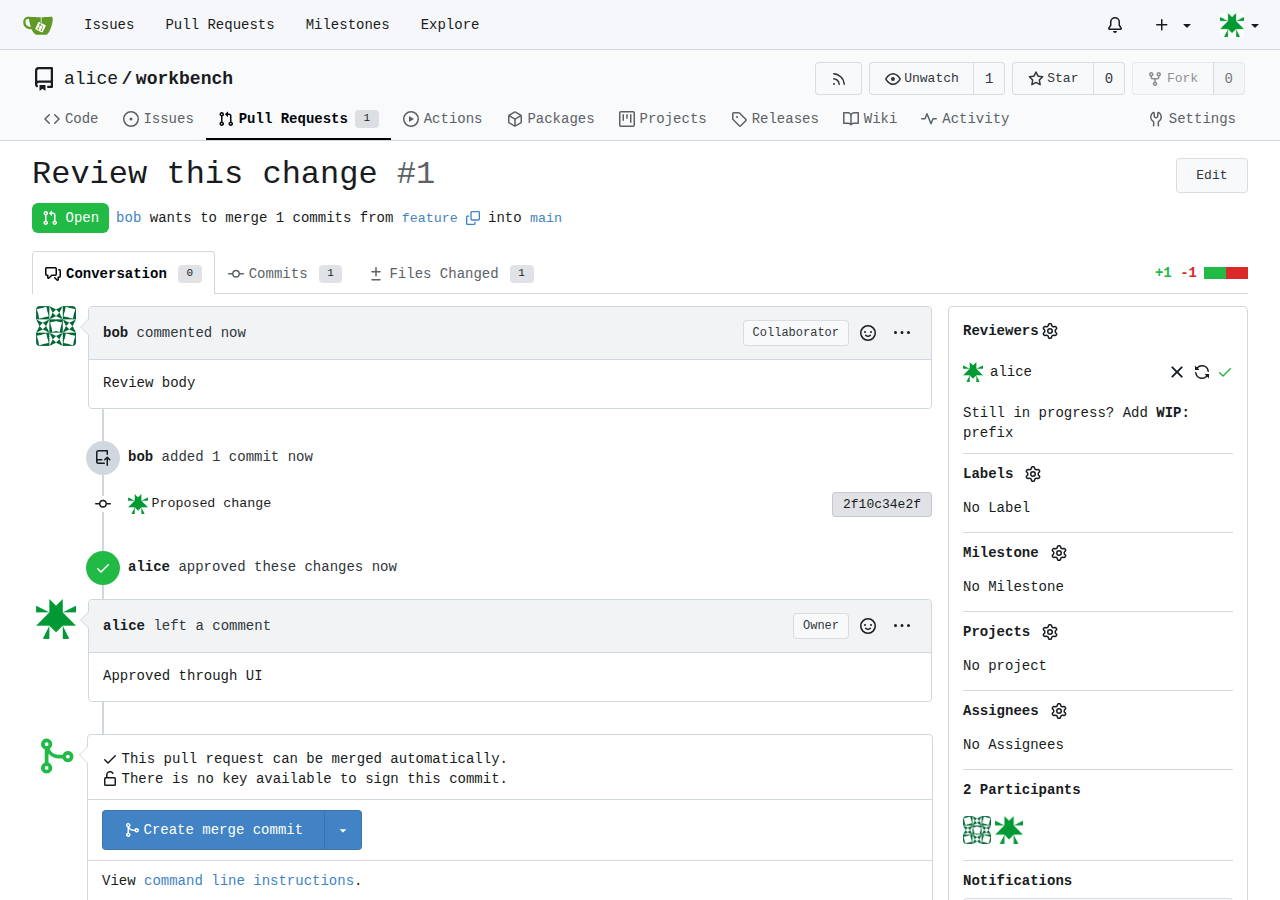 Issues Pull Requests Milestones Explore
alice/workbench
Unwatch 1 Star 0 Fork 0
Code Issues Pull Requests 1 Actions Packages Projects Releases Wiki Activity Settings
Review this change #1
Edit
Open bob wants to merge 1 commits from feature into main
Conversation 0 Commits 1 Files Changed 1
+1 -1
bob commented now
Collaborator
Review body
bob added 1 commit now
Proposed change
2f10c34e2f
alice approved these changes now
alice left a comment
Owner
Approved through UI
This pull request can be merged automatically.
There is no key available to sign this commit.
Create merge commit
View command line instructions.
Reviewers
alice
Still in progress? Add WIP:
prefix
Labels
No Label
Milestone
No Milestone
Projects
No project
Assignees
No Assignees
2 Participants
Notifications